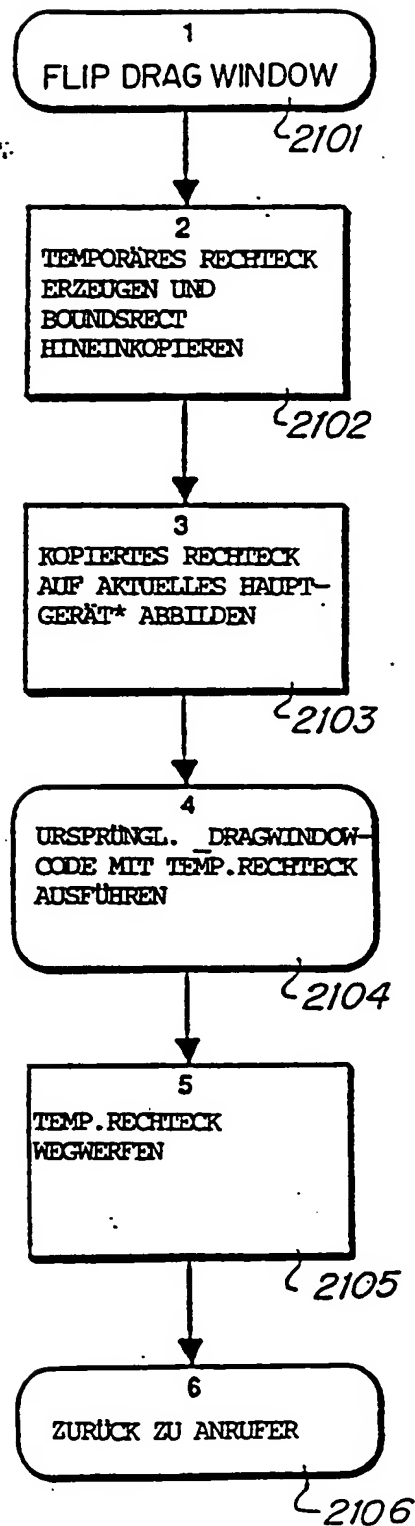 1
FLIP DRAG WINDOW
2101
2
TEMPORÄRES RECHTECK
ERZEUGEN UND
BOUNDSRECT
HINEINKOPIEREN
2102
3
KOPIERTES RECHTECK
AUF AKTUELLES HAUPT-
GERÄT* ABBILDEN
2103
4
URSPRÜNGL. _DRAGWINDOW-
CODE MIT TEMP.RECHTECK
AUSFÜHREN
2104
5
TEMP.RECHTECK
WEGWERFEN
2105
6
ZURÜCK ZU ANRUFER
2106